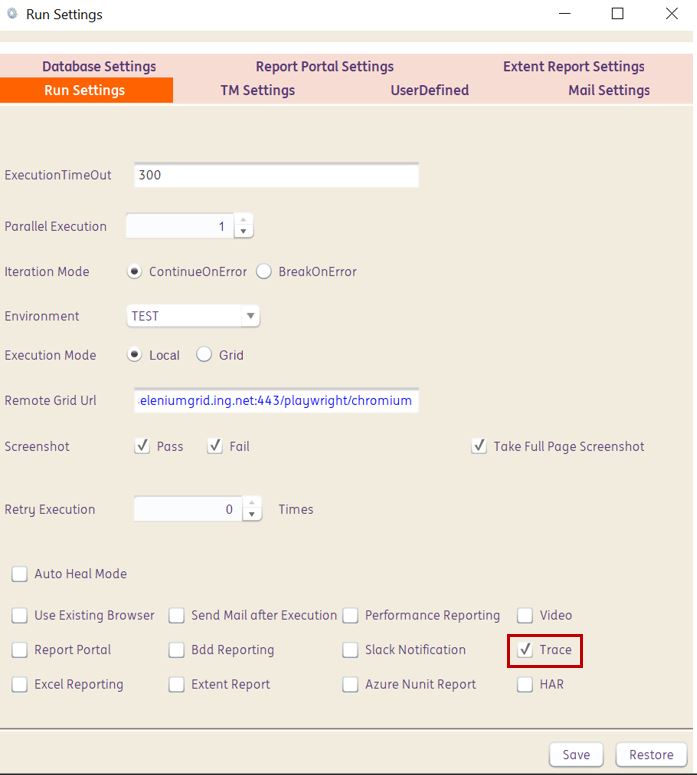 Run Settings
Database Settings Report Portal Settings Extent Report Settings
Run Settings TM Settings UserDefined Mail Settings
ExecutionTimeOut 300
Parallel Execution 1
Iteration Mode ContinueOnError BreakOnError
Environment TEST
Execution Mode Local Grid
Remote Grid Url eleniumgrid.ing.net:443/playwright/chromium
Screenshot Pass Fail Take Full Page Screenshot
Retry Execution 0 Times
Auto Heal Mode
Use Existing Browser Send Mail after Execution Performance Reporting Video
Report Portal Bdd Reporting Slack Notification Trace
Excel Reporting Extent Report Azure Nunit Report HAR
Save Restore